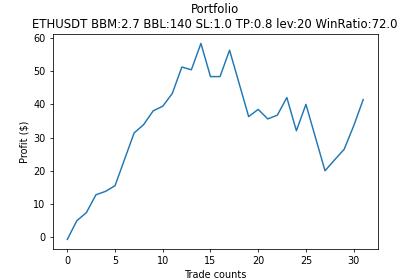 Portfolio
ETHUSDT BBM:2.7 BBL:140 SL:1.0 TP:0.8 lev:20 WinRatio:72.0
60
50
40
30
20
10
0
Profit ($)
0 5 10 15 20 25 30
Trade counts